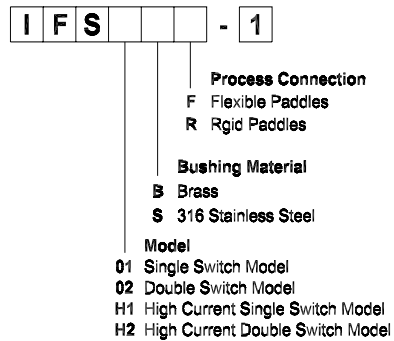 I F S - 1
Process Connection
F Flexible Paddles
R Rgid Paddles
Bushing Material
B Brass
S 316 Stainless Steel
Model
01 Single Switch Model
02 Double Switch Model
H1 High Current Single Switch Model
H2 High Current Double Switch Model